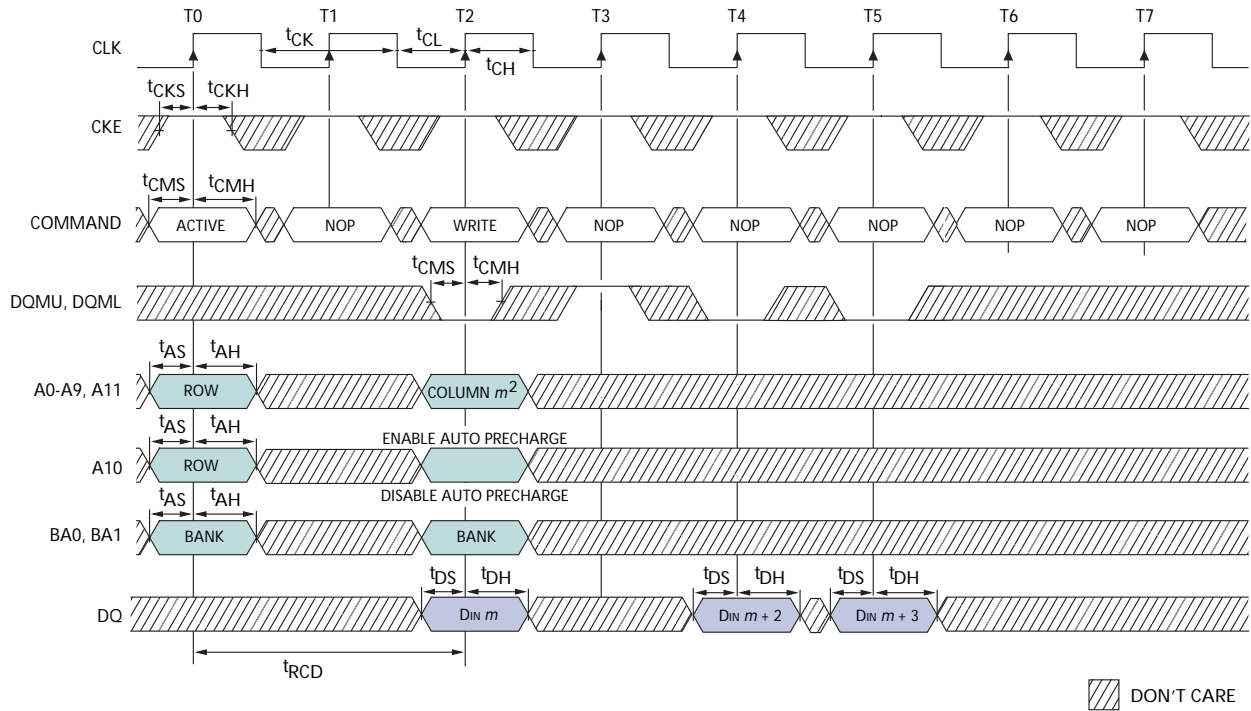 T0 T1 T2 T3 T4 T5 T6 T7
CLK
tCK tCL
tCH
tCKS tCKH
CKE
tCMS tCMH
COMMAND ACTIVE NOP WRITE NOP NOP NOP NOP NOP
tCMS tCMH
DQMU, DQML
tAS tAH
A0-A9, A11 ROW COLUMN m2
tAS tAH ENABLE AUTO PRECHARGE
A10 ROW
DISABLE AUTO PRECHARGE
tAS tAH
BA0, BA1 BANK BANK
tDS tDH tDS tDH tDS tDH
DQ DIN m DIN m + 2 DIN m + 3
tRCD
DON'T CARE